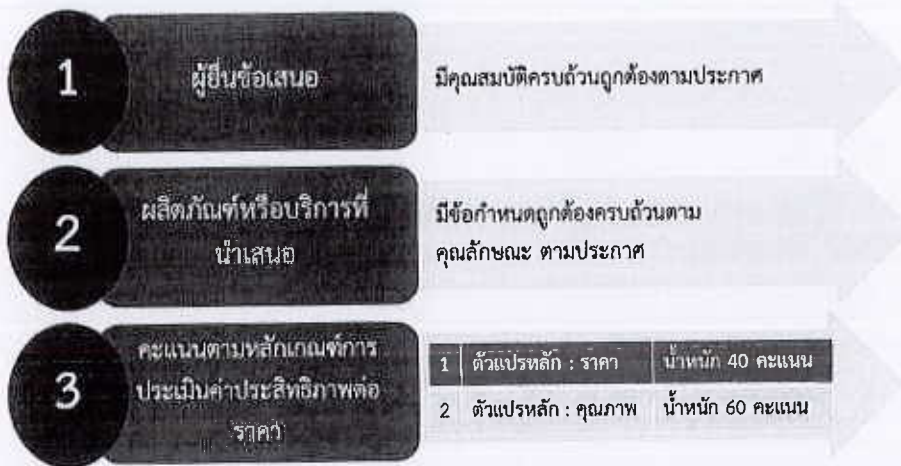 1
ผู้ยื่นข้อเสนอ
มีคุณสมบัติครบถ้วนถูกต้องตามประกาศ
2
ผลิตภัณฑ์หรือบริการที่
นำเสนอ
มีข้อกำหนดถูกต้องครบถ้วนตาม
คุณลักษณะ ตามประกาศ
3
คะแนนตามหลักเกณฑ์การ
ประเมินค่าประสิทธิภาพต่อ
ราคา
1 ตัวแปรหลัก : ราคา น้ำหนัก 40 คะแนน
2 ตัวแปรหลัก : คุณภาพ น้ำหนัก 60 คะแนน